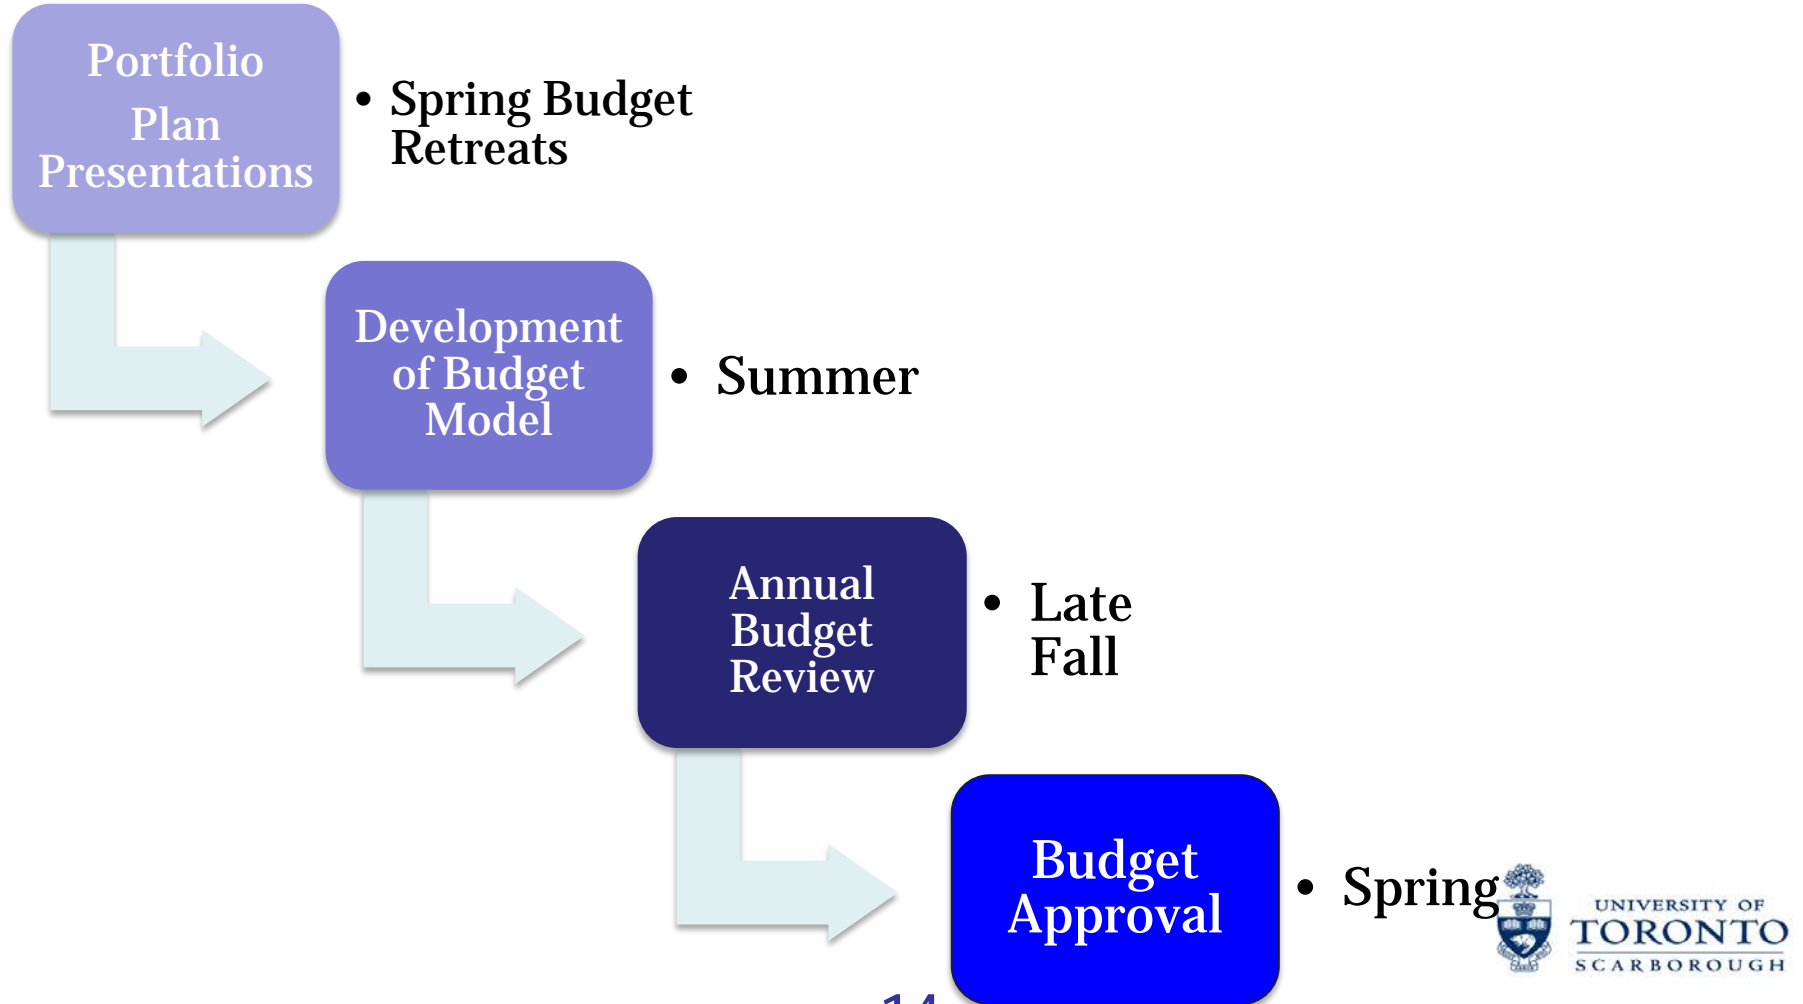 Portfolio
Plan
Presentations
• Spring Budget
Retreats
Development
of Budget
Model
• Summer
Annual
Budget
Review
• Late
Fall
Budget
Approval
• Spring
UNIVERSITY OF
TORONTO
SCARBOROUGH
14